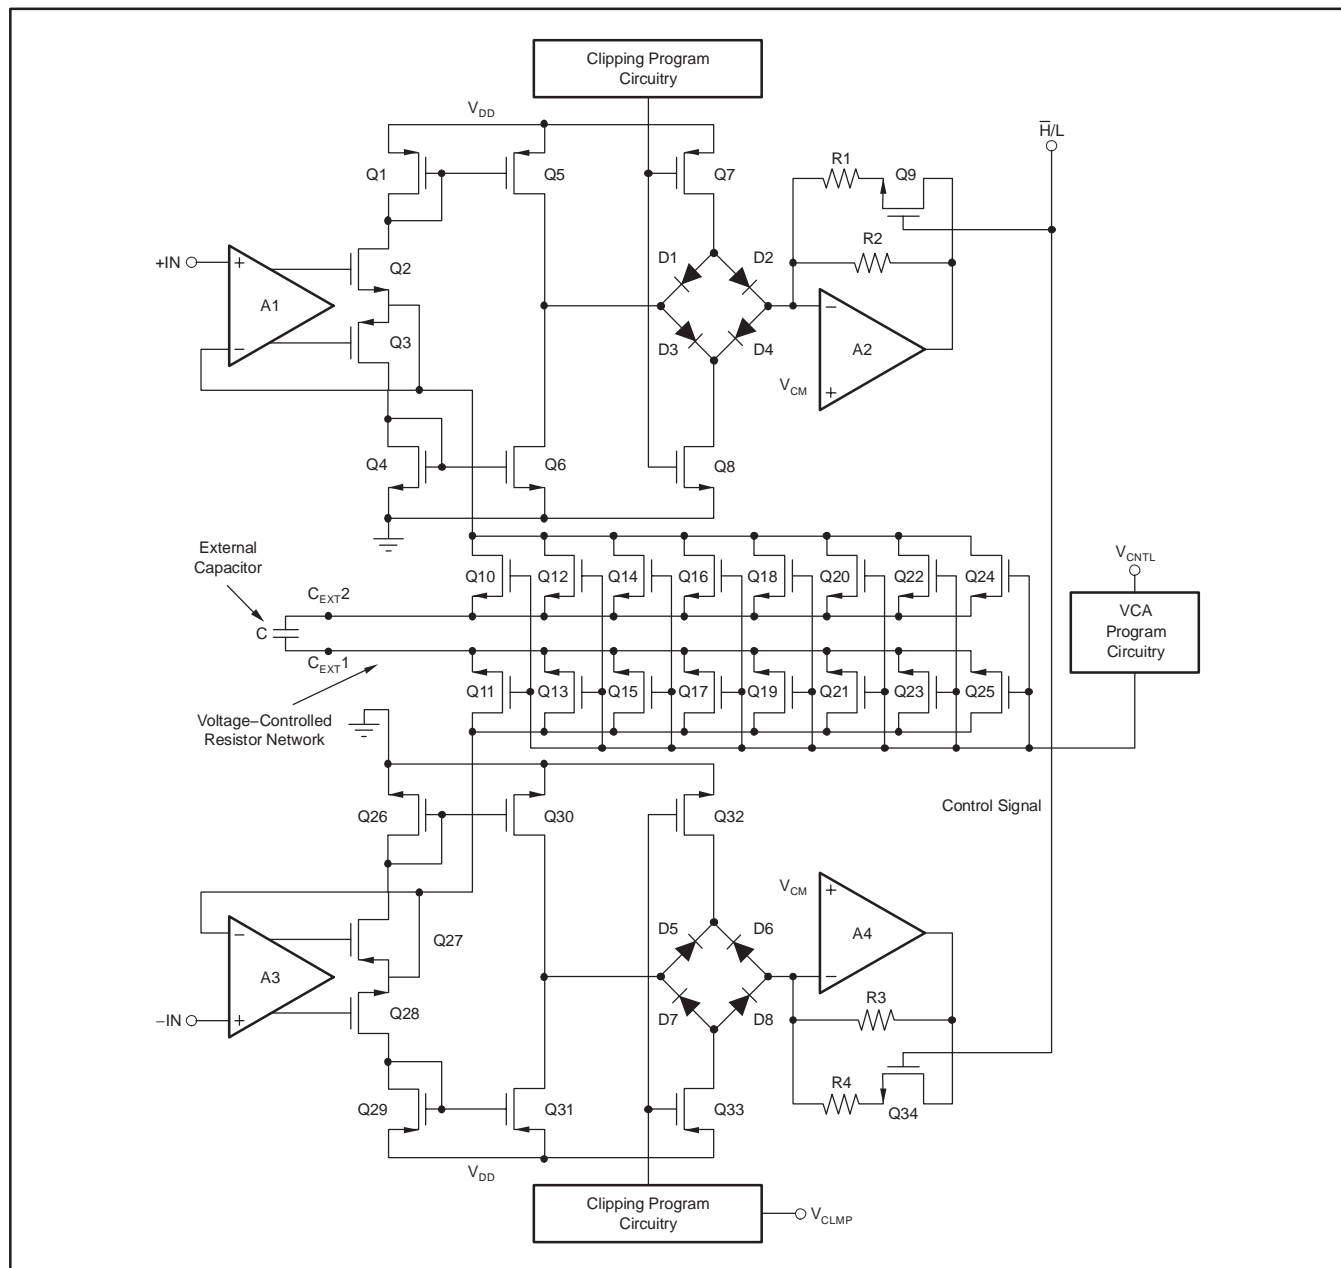 Clipping Program
Circuitry
V_DD
H̅/L
Q1
Q5
Q7
R1
Q9
+IN
+
A1
−
Q2
Q3
D1
D2
D3
D4
R2
−
A2
V_CM
+
Q4
Q6
Q8
External
Capacitor
C
C_EXT2
C_EXT1
Q10
Q12
Q14
Q16
Q18
Q20
Q22
Q24
V_CNTL
VCA
Program
Circuitry
Q11
Q13
Q15
Q17
Q19
Q21
Q23
Q25
Voltage−Controlled
Resistor Network
Control Signal
Q26
Q30
Q32
V_CM
+
A4
−
−
A3
+
−IN
Q27
Q28
D5
D6
D7
D8
R3
R4
Q34
Q29
Q31
Q33
V_DD
Clipping Program
Circuitry
V_CLMP